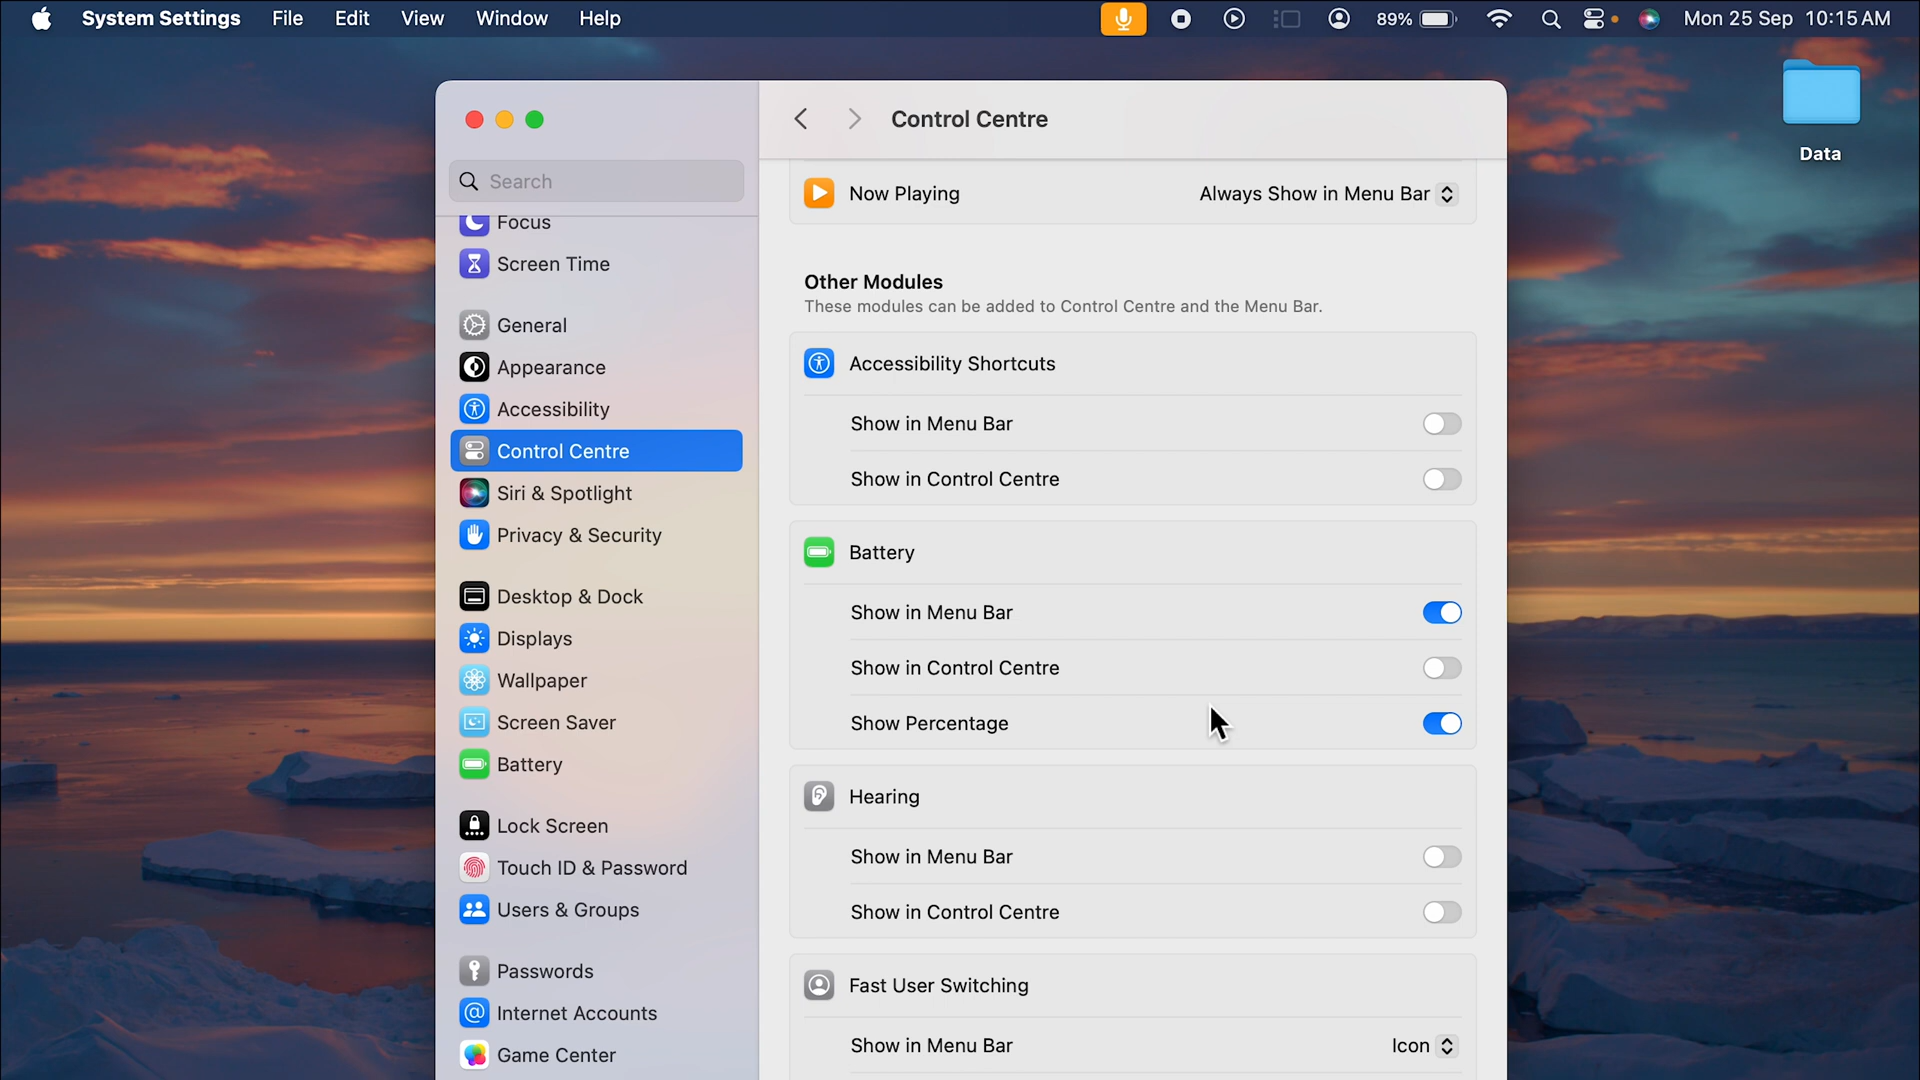 System Settings File Edit View Window Help 89% Mon 25 Sep 10:15 AM
Data
Control Centre
Search
Focus
Screen Time
General
Appearance
Accessibility
Control Centre
Siri & Spotlight
Privacy & Security
Desktop & Dock
Displays
Wallpaper
Screen Saver
Battery
Lock Screen
Touch ID & Password
Users & Groups
Passwords
Internet Accounts
Game Center
Now Playing Always Show in Menu Bar
Other Modules
These modules can be added to Control Centre and the Menu Bar.
Accessibility Shortcuts
Show in Menu Bar
Show in Control Centre
Battery
Show in Menu Bar
Show in Control Centre
Show Percentage
Hearing
Show in Menu Bar
Show in Control Centre
Fast User Switching
Show in Menu Bar Icon